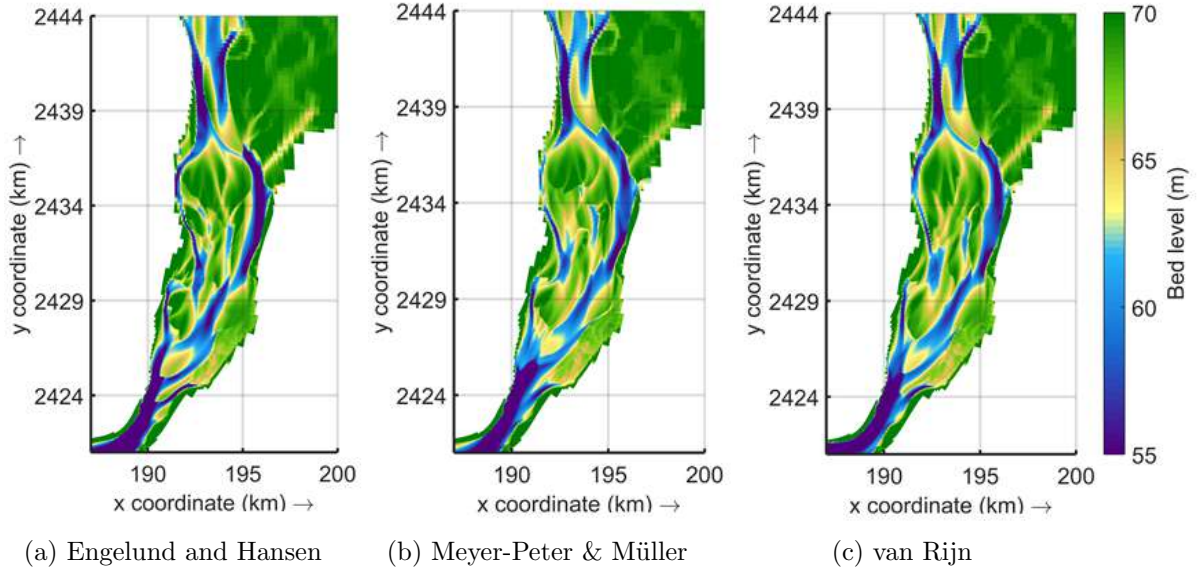 2444
2439
2434
2429
2424
y coordinate (km) →
190 195 200
x coordinate (km) →
(a) Engelund and Hansen
2444
2439
2434
2429
2424
y coordinate (km) →
190 195 200
x coordinate (km) →
(b) Meyer-Peter & Müller
2444
2439
2434
2429
2424
y coordinate (km) →
190 195 200
x coordinate (km) →
(c) van Rijn
70
65
60
55
Bed level (m)